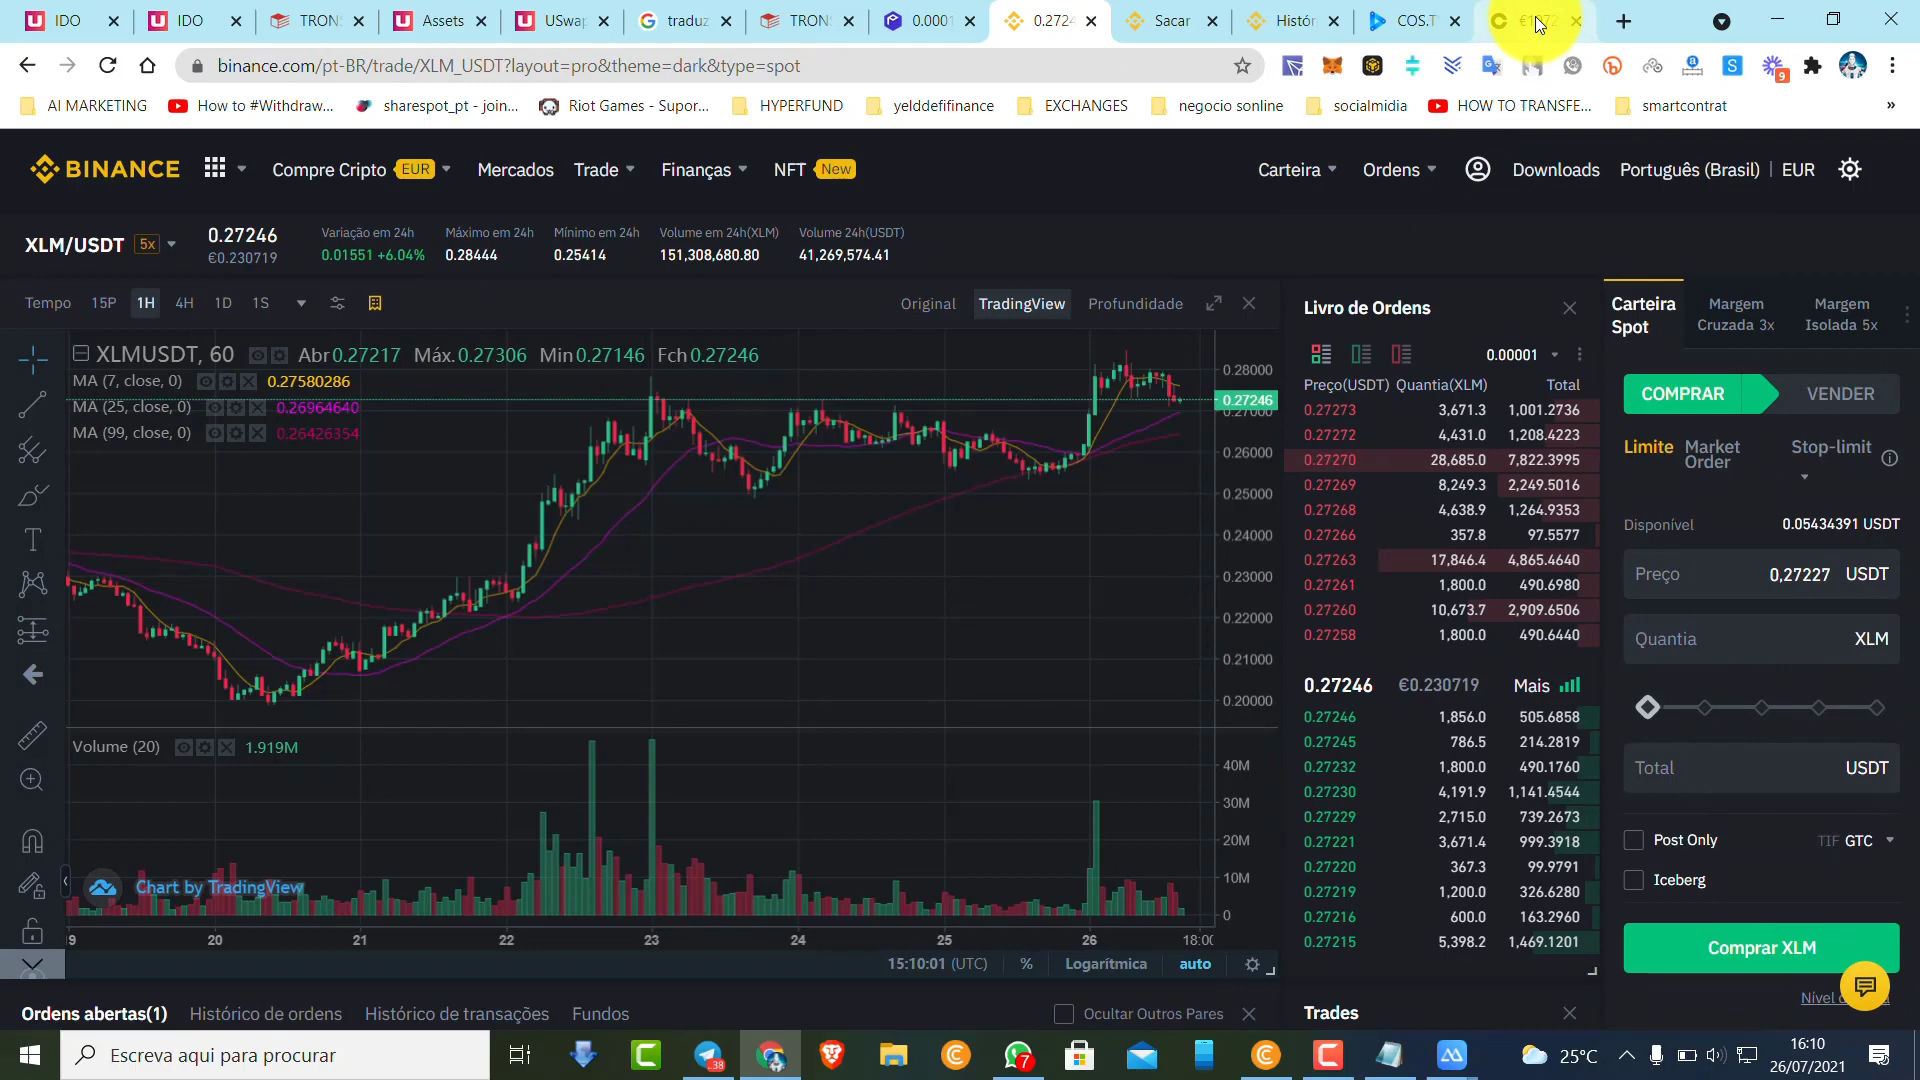 IDO
IDO
TRON
Assets
USwap
traduz
TRON
0.0001
0.2724
Sacar
Histór
COS.T
binance.com/pt-BR/trade/XLM_USDT?layout=pro&theme=dark&type=spot
9
AI MARKETING
How to #Withdraw...
sharespot_pt - join...
Riot Games - Supor...
HYPERFUND
yelddefifinance
EXCHANGES
negocio sonline
socialmidia
HOW TO TRANSFE...
smartcontrat
»
BINANCE
Compre Cripto EUR
Mercados
Trade
Finanças
NFT New
Carteira
Ordens
Downloads
Português (Brasil)
EUR
XLM/USDT 5x
0.27246
€0.230719
Variação em 24h
0.01551 +6.04%
Máximo em 24h
0.28444
Mínimo em 24h
0.25414
Volume em 24h(XLM)
151,308,680.80
Volume 24h(USDT)
41,269,574.41
Tempo 15P 1H 4H 1D 1S
Original TradingView Profundidade
XLMUSDT, 60 Abr0.27217 Máx.0.27306 Min0.27146 Fch0.27246
MA (7, close, 0) 0.27580286
MA (25, close, 0) 0.26964640
MA (99, close, 0) 0.26426354
0.28000
0.27246
0.27000
0.26000
0.25000
0.24000
0.23000
0.22000
0.21000
0.20000
Volume (20) 1.919M
40M
30M
20M
10M
0
Chart by TradingView
19 20 21 22 23 24 25 26 18:00
15:10:01 (UTC) % Logarítmica auto
Livro de Ordens
0.00001
Preço(USDT) Quantia(XLM) Total
0.27273 3,671.3 1,001.2736
0.27272 4,431.0 1,208.4223
0.27270 28,685.0 7,822.3995
0.27269 8,249.3 2,249.5016
0.27268 4,638.9 1,264.9353
0.27266 357.8 97.5577
0.27263 17,846.4 4,865.4640
0.27261 1,800.0 490.6980
0.27260 10,673.7 2,909.6506
0.27258 1,800.0 490.6440
0.27246 €0.230719 Mais
0.27246 1,856.0 505.6858
0.27245 786.5 214.2819
0.27232 1,800.0 490.1760
0.27230 4,191.9 1,141.4544
0.27229 2,715.0 739.2673
0.27221 3,671.4 999.3918
0.27220 367.3 99.9791
0.27219 1,200.0 326.6280
0.27216 600.0 163.2960
0.27215 5,398.2 1,469.1201
Trades
Carteira Spot
Margem Cruzada 3x
Margem Isolada 5x
COMPRAR VENDER
Limite
Market Order
Stop-limit
Disponível 0.05434391 USDT
Preço 0,27227 USDT
Quantia XLM
Total USDT
Post Only TIF GTC
Iceberg
Comprar XLM
Ordens abertas(1) Histórico de ordens Histórico de transações Fundos
Ocultar Outros Pares
Escreva aqui para procurar
38
7
25°C
16:10
26/07/2021